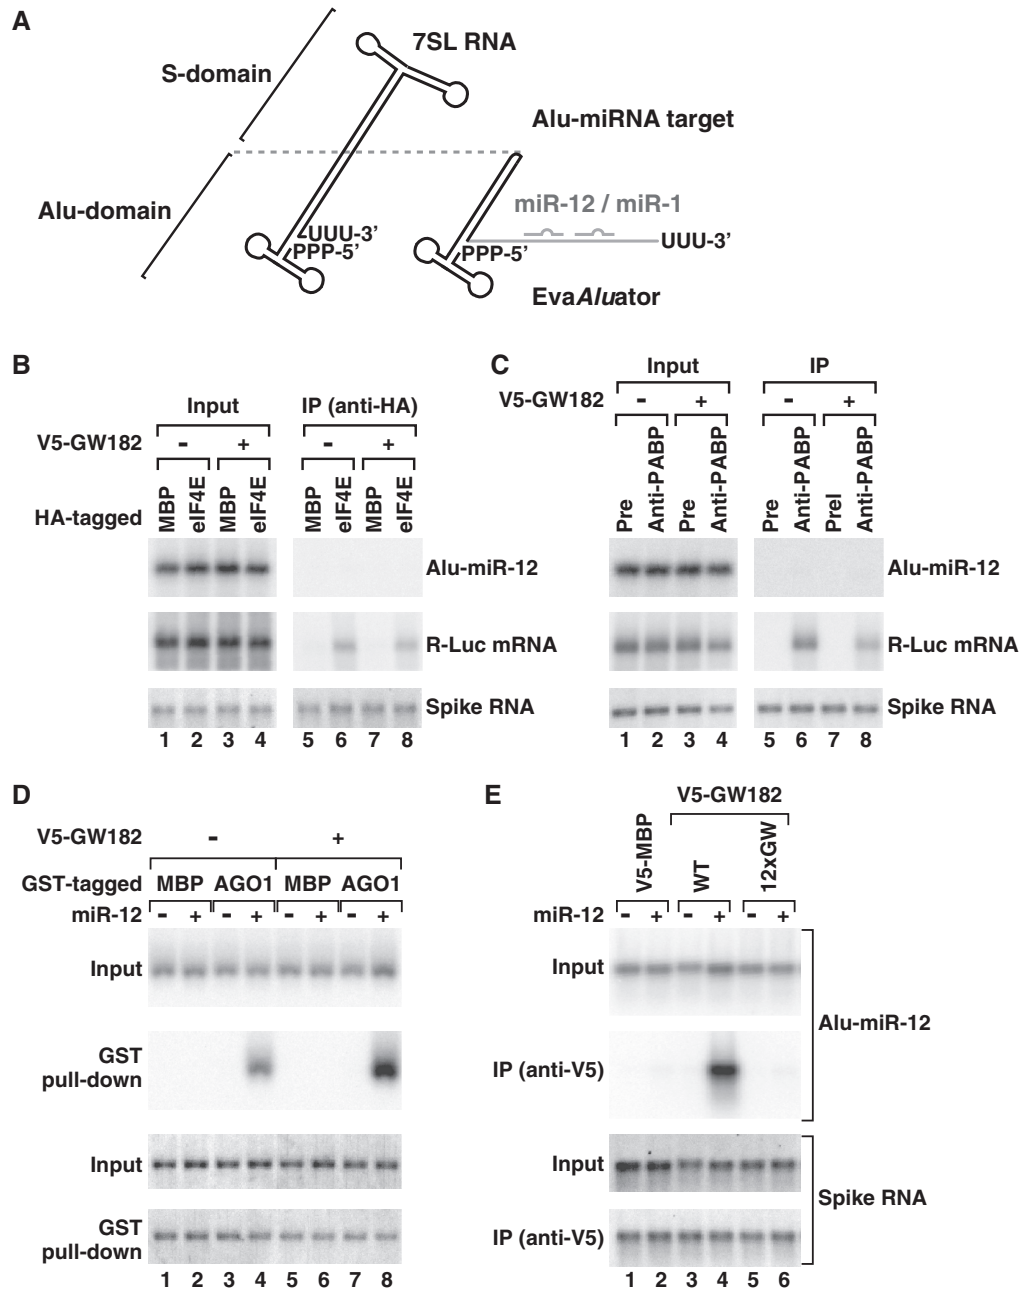 A
7SL RNA
S-domain
Alu-miRNA target
Alu-domain
miR-12 / miR-1
UUU-3’
PPP-5’
UUU-3’
PPP-5’
EvaAluator
B
Input IP (anti-HA)
V5-GW182 - + - +
HA-tagged MBP eIF4E MBP eIF4E MBP eIF4E MBP eIF4E
Alu-miR-12
R-Luc mRNA
Spike RNA
1 2 3 4 5 6 7 8
C
Input IP
V5-GW182 - + - +
Pre Anti-PABP Pre Anti-PABP Pre Anti-PABP PreI Anti-PABP
Alu-miR-12
R-Luc mRNA
Spike RNA
1 2 3 4 5 6 7 8
D
V5-GW182 - +
GST-tagged MBP AGO1 MBP AGO1
miR-12 - + - + - + - +
Input
GST
pull-down
Input
GST
pull-down
1 2 3 4 5 6 7 8
E
V5-GW182
V5-MBP WT 12xGW
miR-12 - + - + - +
Input
Alu-miR-12
IP (anti-V5)
Input
Spike RNA
IP (anti-V5)
1 2 3 4 5 6